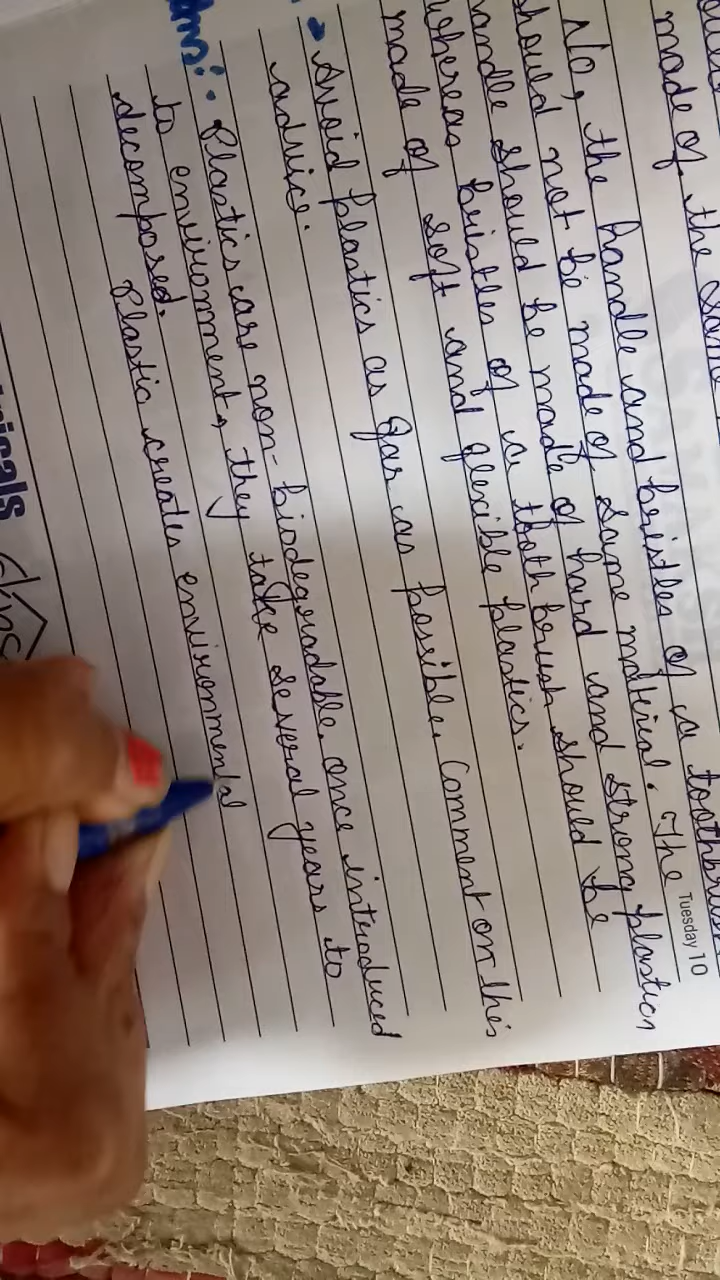 made of the same
Tuesday 10
No, the handle and bristles of a toothbrush
should not be made of same material. The
handle should be made of hard and strong plastics
whereas bristles of a tooth brush should be
made of soft and flexible plastics.
→ Avoid plastics as far as possible. Comment on this
advice.
Ans:- Plastics are non-biodegradable. once introduced
to environment, they take several years to
decomposed. Plastic creates environmental
ricals